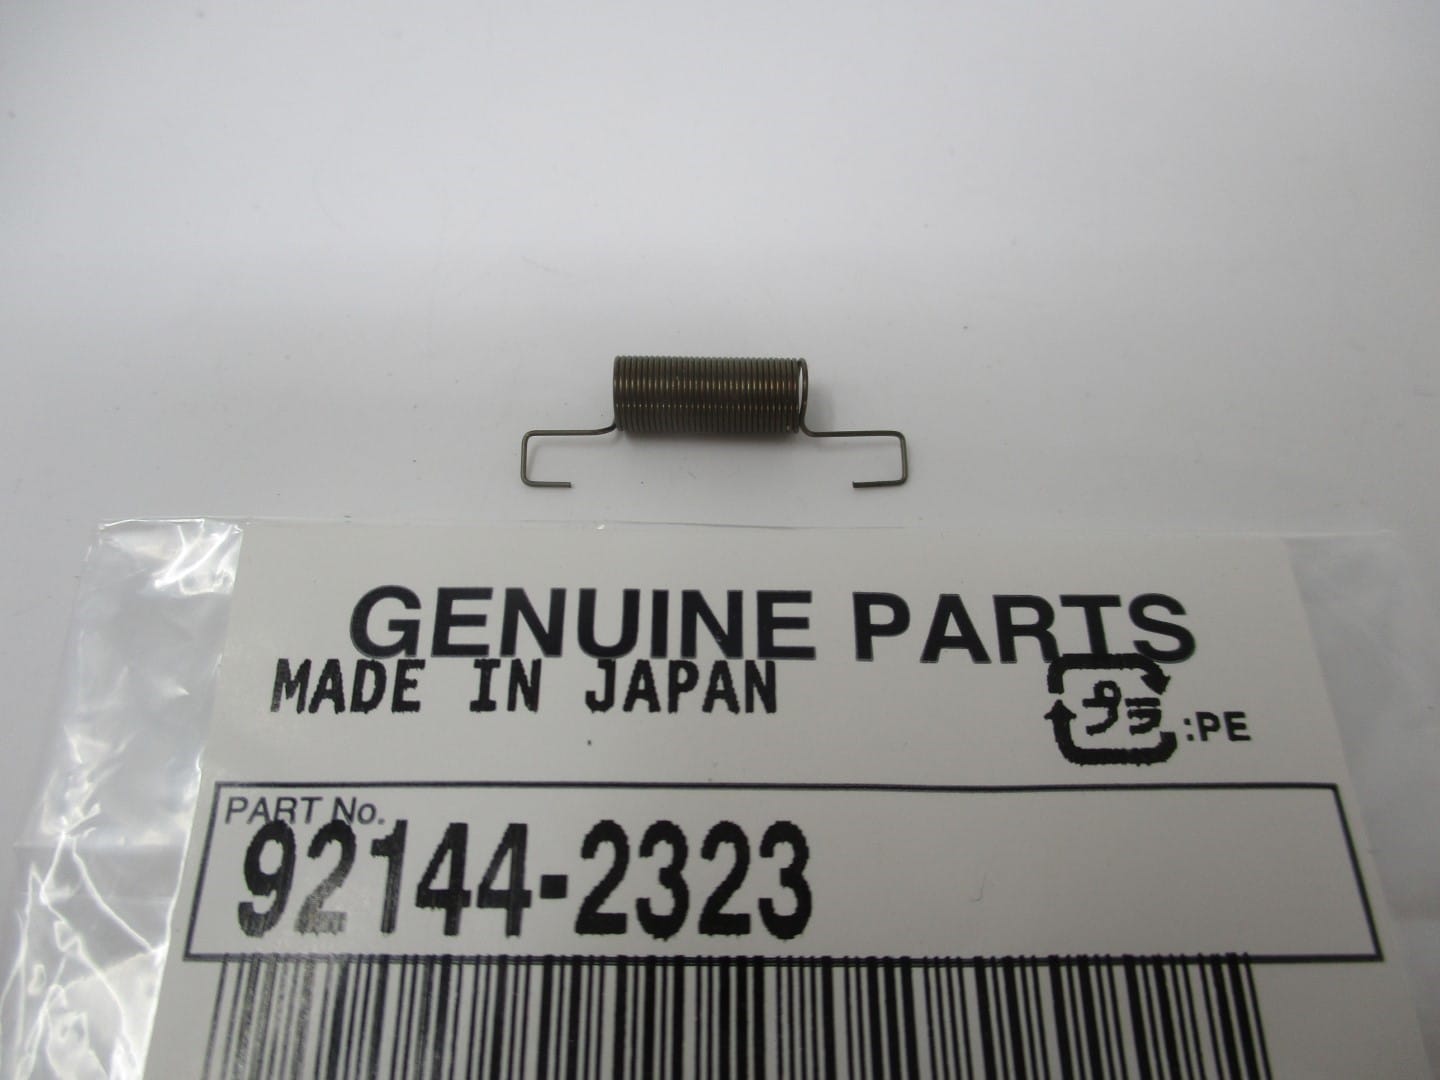 GENUINE PARTS
MADE IN JAPAN
プラ :PE
PART No.
92144-2323